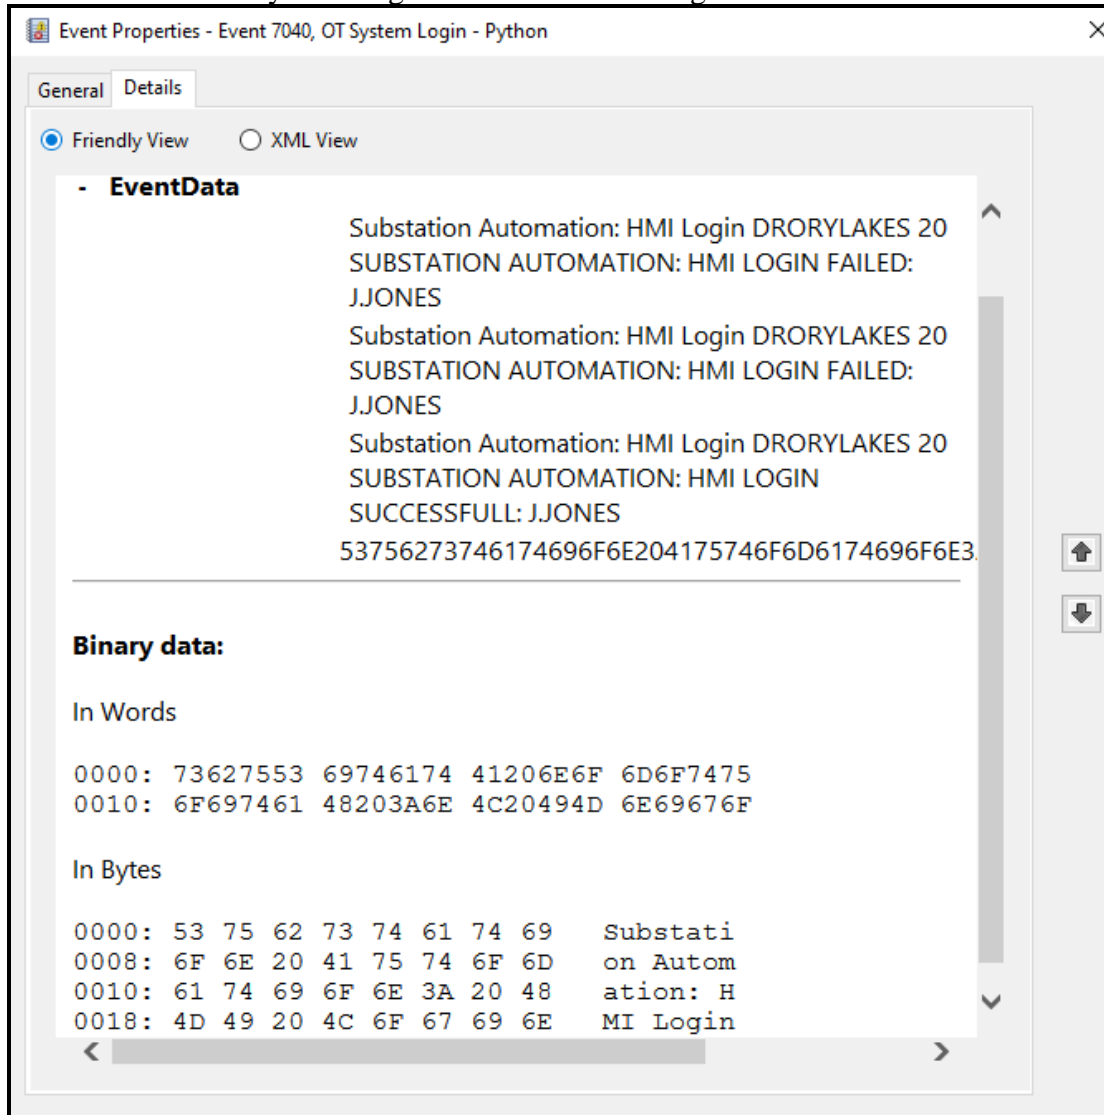 Event Properties - Event 7040, OT System Login - Python
General Details
Friendly View XML View
- EventData
Substation Automation: HMI Login DRORYLAKES 20
SUBSTATION AUTOMATION: HMI LOGIN FAILED:
J.JONES
Substation Automation: HMI Login DRORYLAKES 20
SUBSTATION AUTOMATION: HMI LOGIN FAILED:
J.JONES
Substation Automation: HMI Login DRORYLAKES 20
SUBSTATION AUTOMATION: HMI LOGIN
SUCCESSFULL: J.JONES
53756273746174696F6E204175746F6D6174696F6E3
Binary data:
In Words
0000: 73627553 69746174 41206E6F 6D6F7475
0010: 6F697461 48203A6E 4C20494D 6E69676F
In Bytes
0000: 53 75 62 73 74 61 74 69 Substati
0008: 6F 6E 20 41 75 74 6F 6D on Autom
0010: 61 74 69 6F 6E 3A 20 48 ation: H
0018: 4D 49 20 4C 6F 67 69 6E MI Login